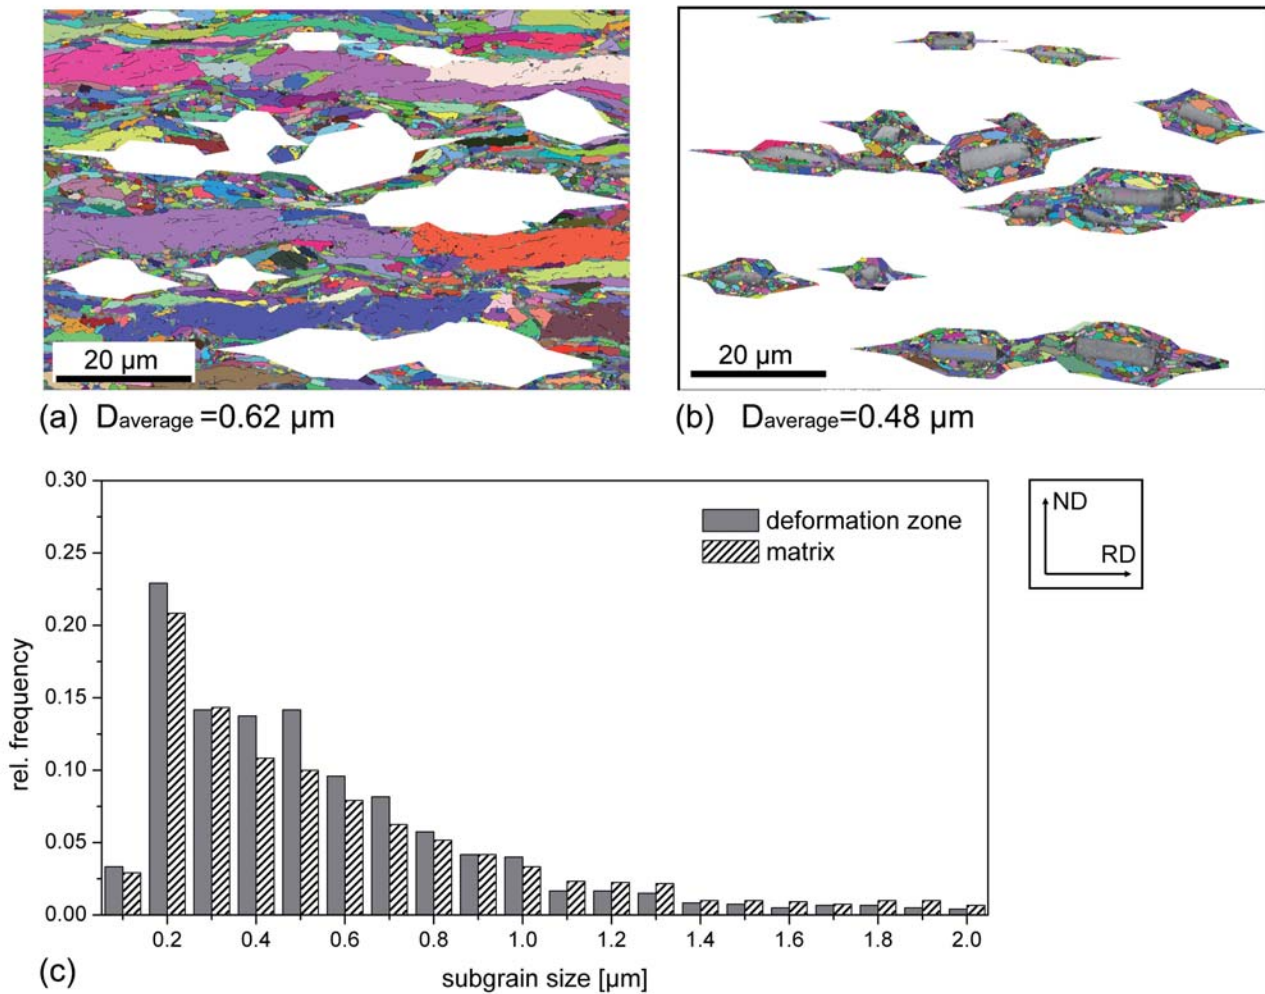 20 µm
20 µm
(a) Daverage =0.62 µm
(b) Daverage=0.48 µm
0.30
0.25
0.20
0.15
0.10
0.05
0.00
rel. frequency
deformation zone
matrix
ND
RD
0.2 0.4 0.6 0.8 1.0 1.2 1.4 1.6 1.8 2.0
(c)
subgrain size [µm]